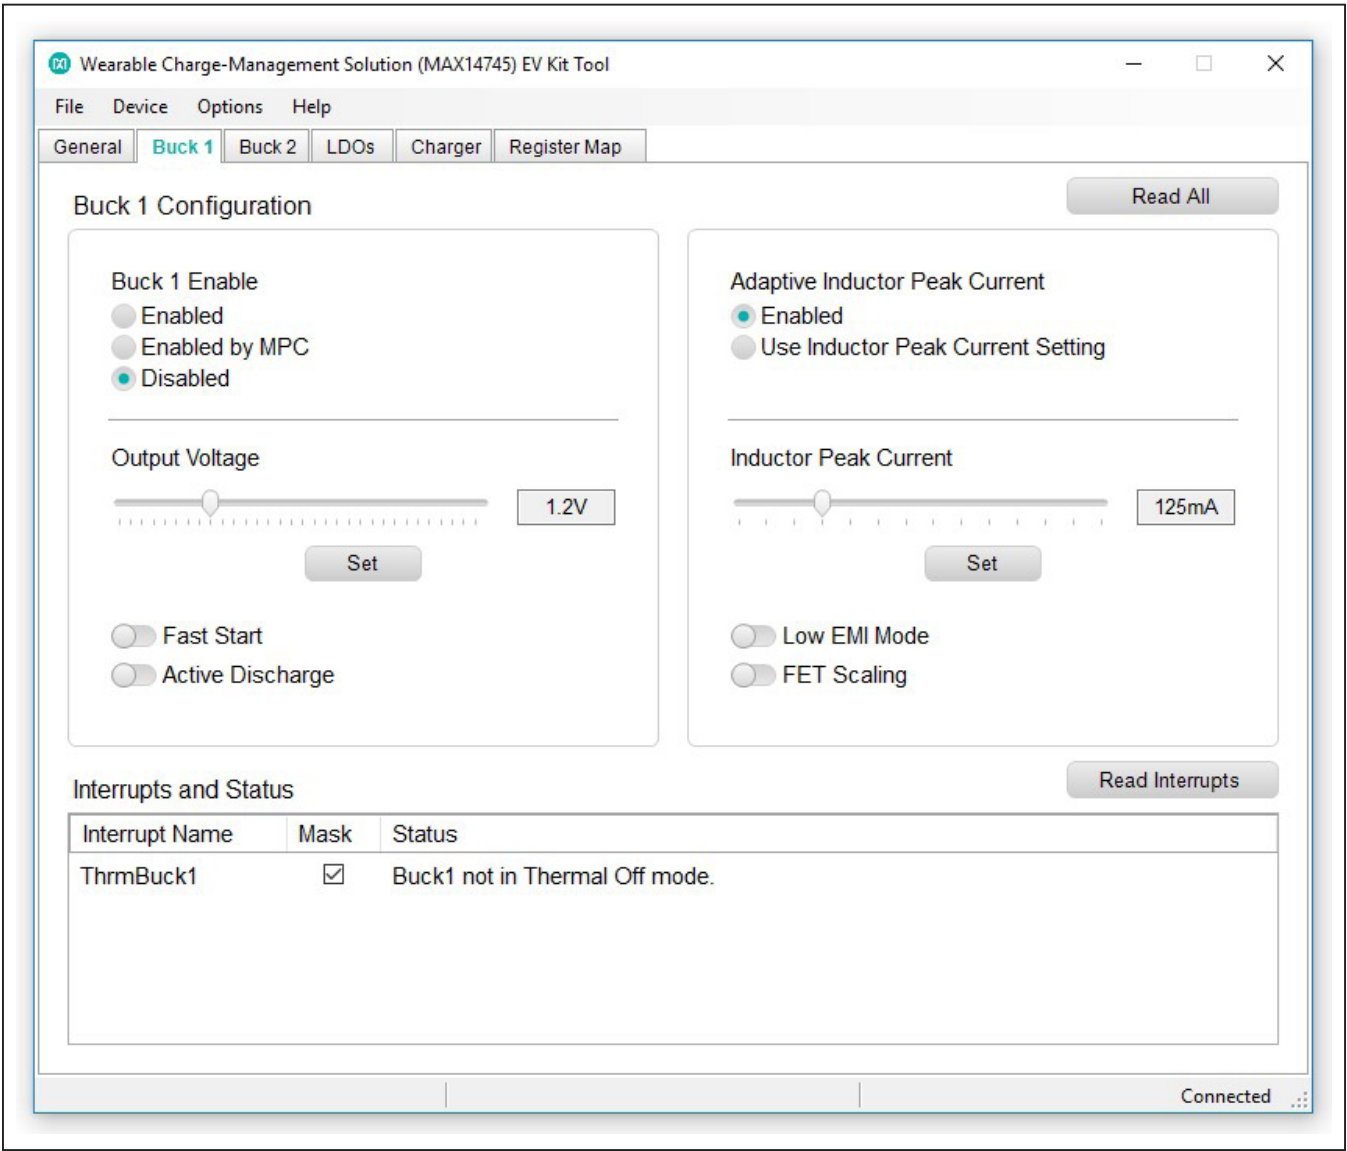 Wearable Charge-Management Solution (MAX14745) EV Kit Tool
File Device Options Help
General Buck 1 Buck 2 LDOs Charger Register Map
Buck 1 Configuration
Read All
Buck 1 Enable
Enabled
Enabled by MPC
Disabled
Output Voltage
1.2V
Set
Fast Start
Active Discharge
Adaptive Inductor Peak Current
Enabled
Use Inductor Peak Current Setting
Inductor Peak Current
125mA
Set
Low EMI Mode
FET Scaling
Interrupts and Status
Read Interrupts
Interrupt Name Mask Status
ThrmBuck1 Buck1 not in Thermal Off mode.
Connected